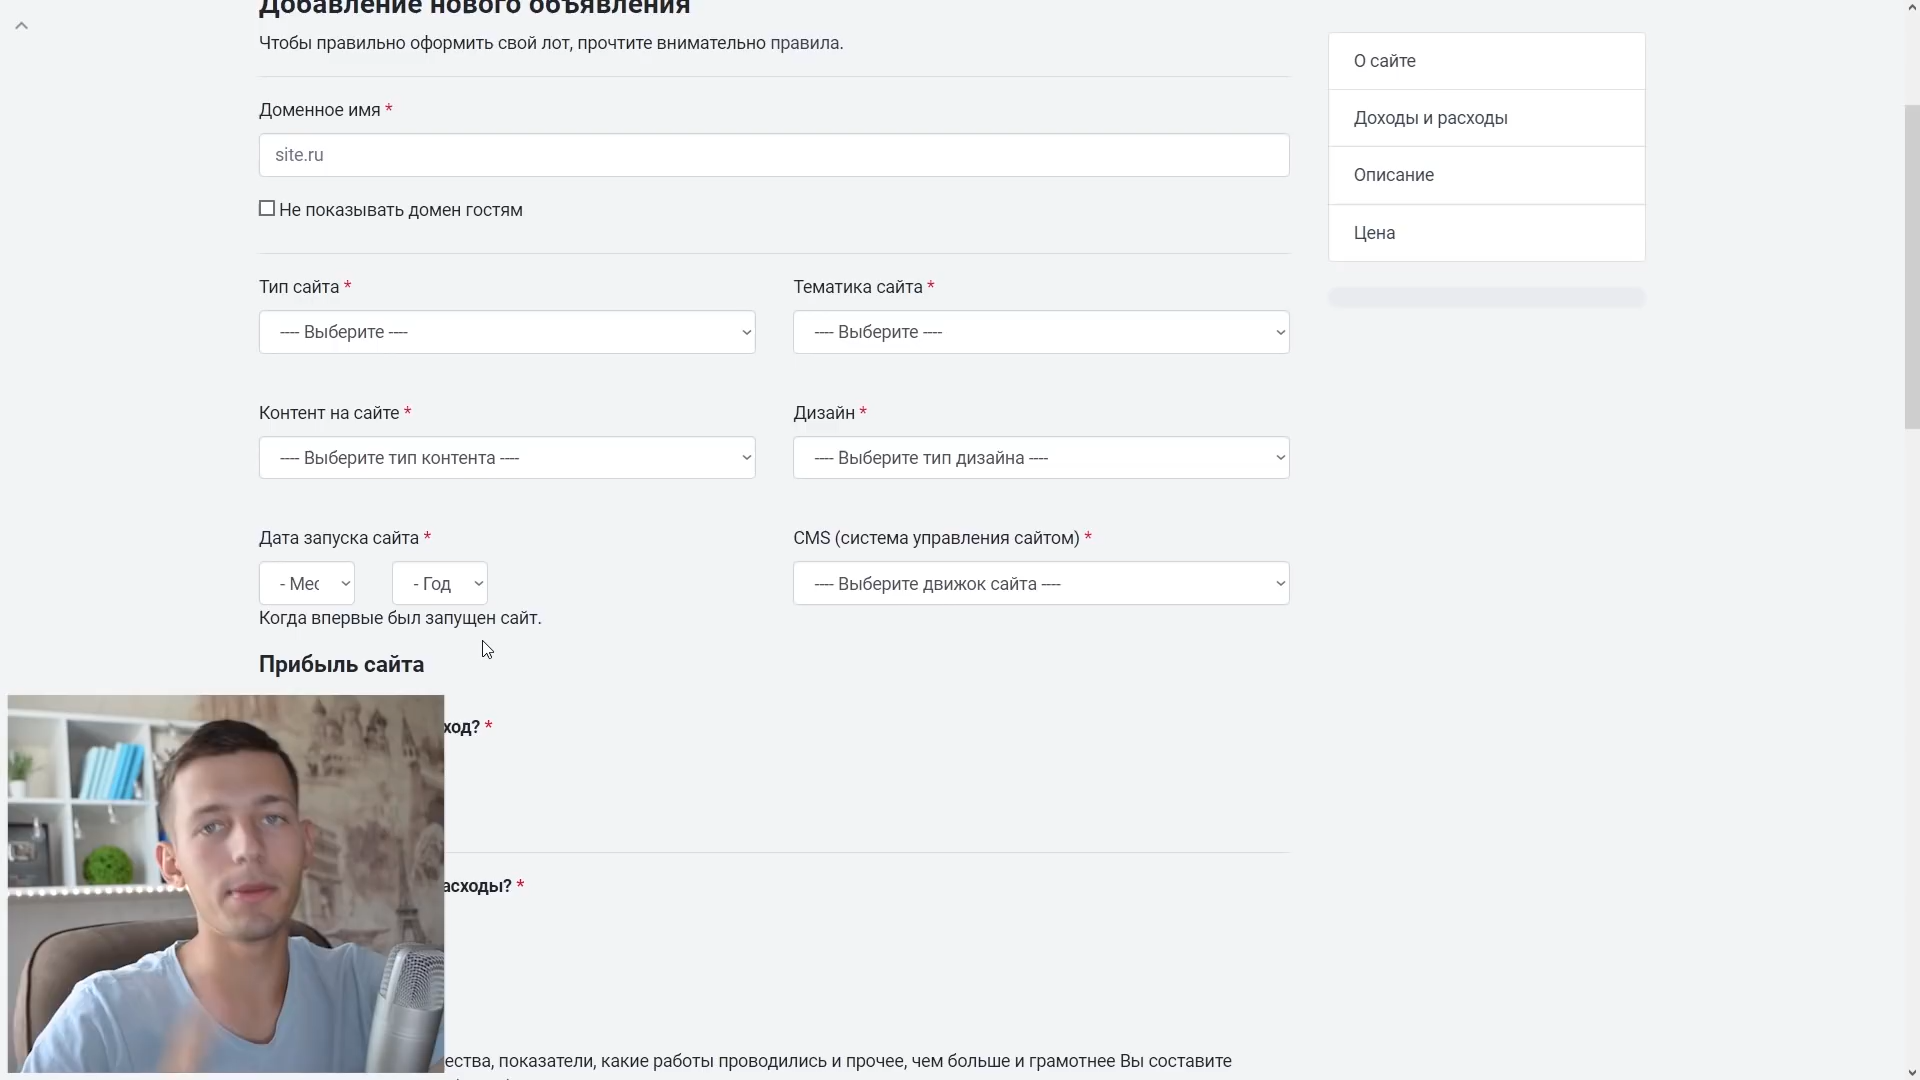 Добавление нового объявления
Чтобы правильно оформить свой лот, прочтите внимательно правила.
Доменное имя *
site.ru
Не показывать домен гостям
Тип сайта *
Тематика сайта *
---- Выберите ----
---- Выберите ----
Контент на сайте *
Дизайн *
---- Выберите тип контента ----
---- Выберите тип дизайна ----
Дата запуска сайта *
CMS (система управления сайтом) *
- Мес
- Год
---- Выберите движок сайта ----
Когда впервые был запущен сайт.
Прибыль сайта
ход? *
асходы? *
ества, показатели, какие работы проводились и прочее, чем больше и грамотнее Вы составите
О сайте
Доходы и расходы
Описание
Цена